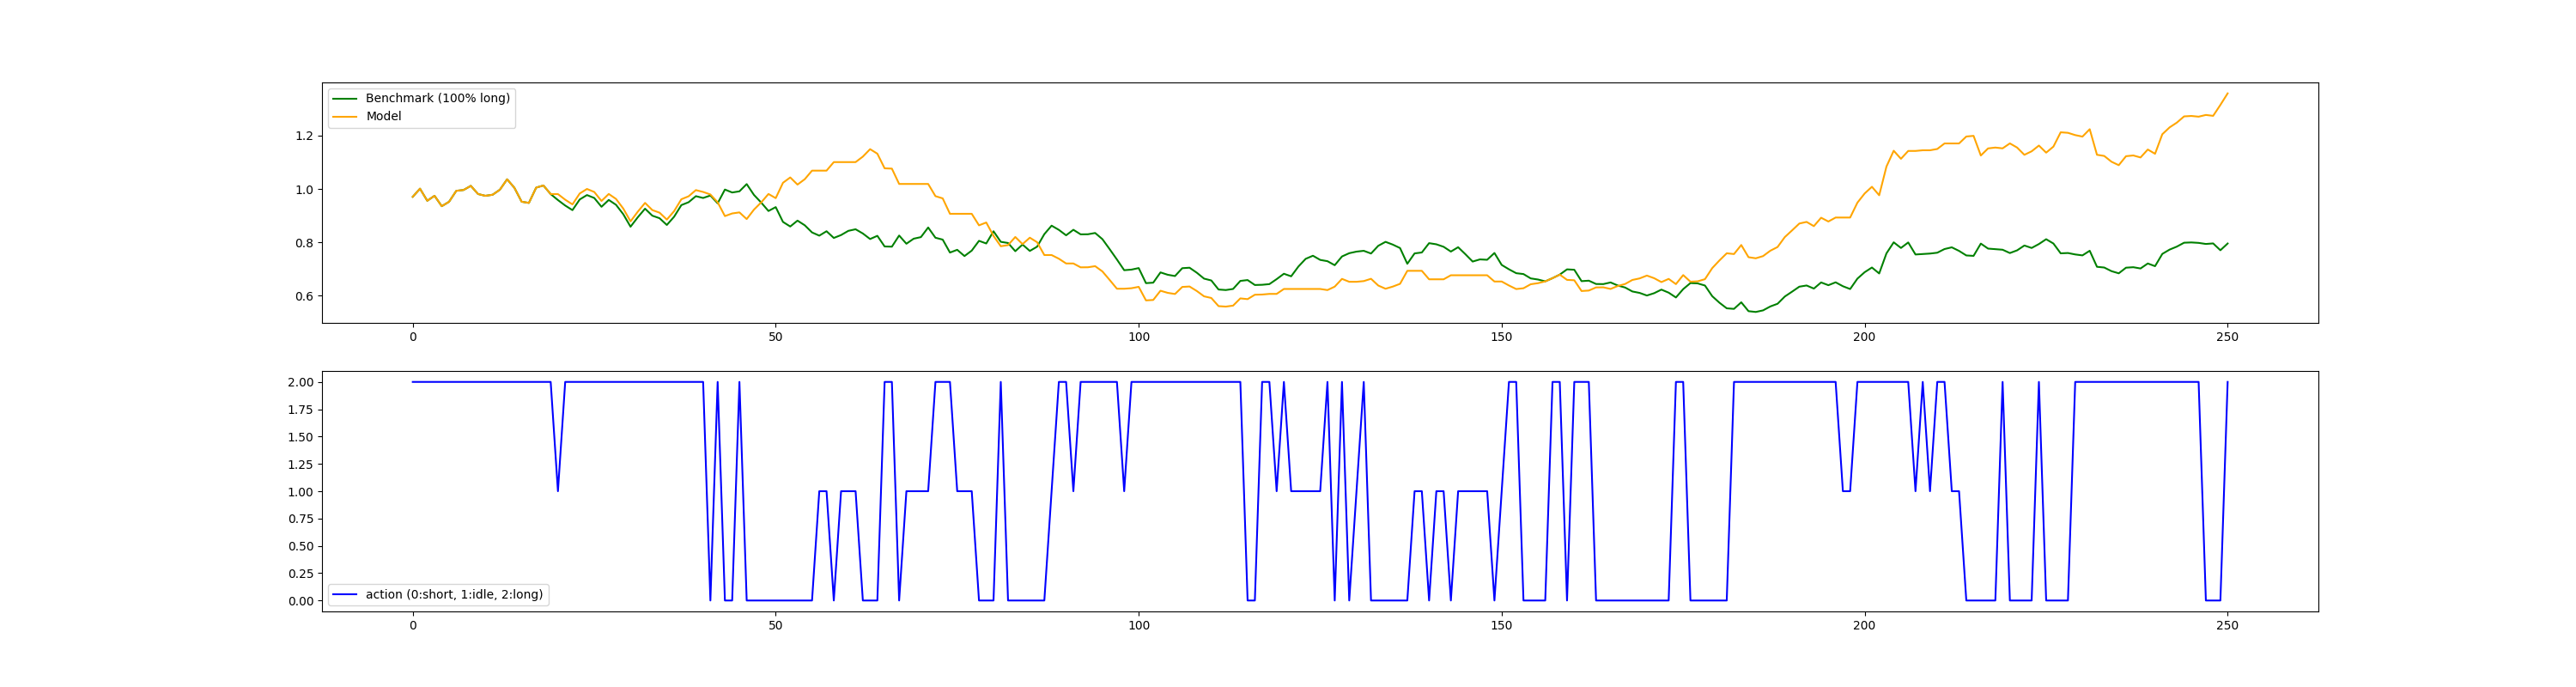 Benchmark (100% long)
Model
1.2
1.0
0.8
0.6
0 50 100 150 200 250
2.00
1.75
1.50
1.25
1.00
0.75
0.50
0.25
0.00
action (0:short, 1:idle, 2:long)
0 50 100 150 200 250